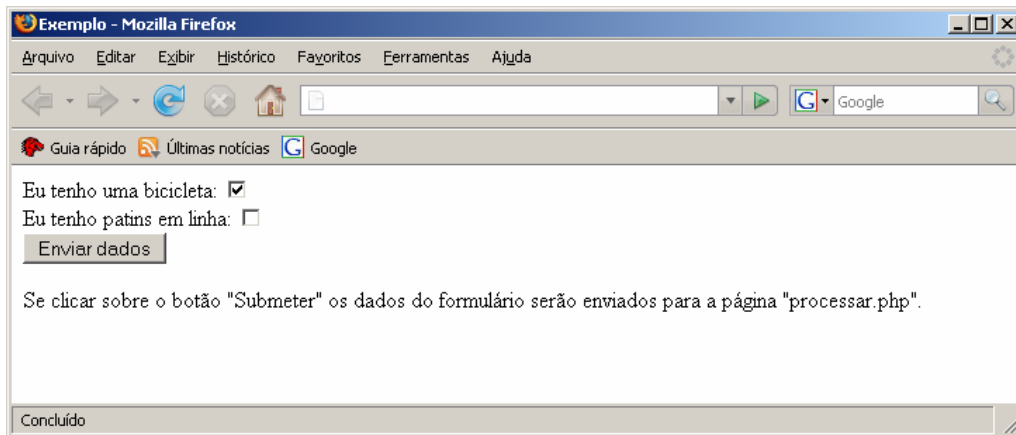 Exemplo - Mozilla Firefox
Arquivo Editar Exibir Histórico Favoritos Ferramentas Ajuda
G Google
Guia rápido Últimas notícias G Google
Eu tenho uma bicicleta:
Eu tenho patins em linha:
Enviar dados
Se clicar sobre o botão "Submeter" os dados do formulário serão enviados para a página "processar.php".
Concluído